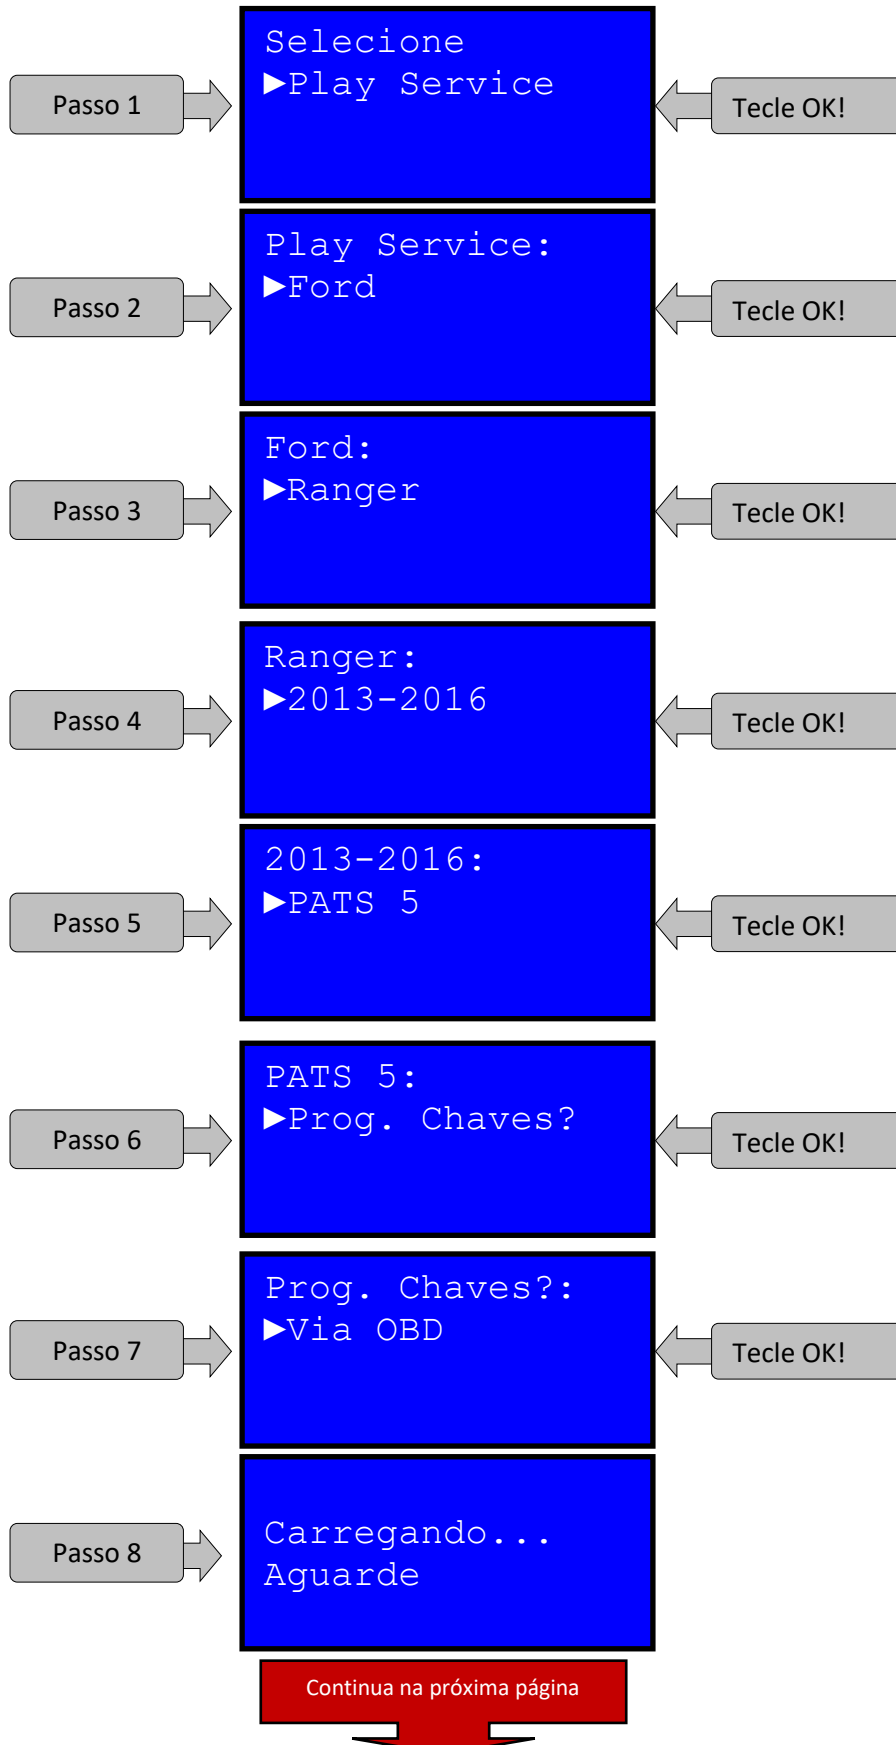 Selecione
►Play Service
Passo 1
Tecle OK!
Play Service:
►Ford
Passo 2
Tecle OK!
Ford:
►Ranger
Passo 3
Tecle OK!
Ranger:
►2013-2016
Passo 4
Tecle OK!
2013-2016:
►PATS 5
Passo 5
Tecle OK!
PATS 5:
►Prog. Chaves?
Passo 6
Tecle OK!
Prog. Chaves?:
►Via OBD
Passo 7
Tecle OK!
Carregando...
Aguarde
Passo 8
Continua na próxima página